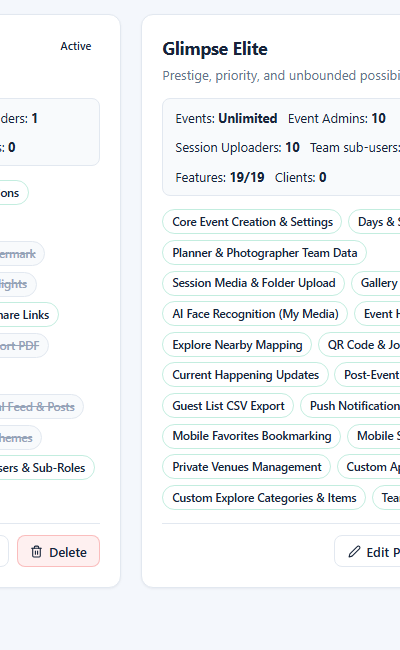 Active
ders: 1
s: 0
ons
ermark
lights
hare Links
ort PDF
l Feed & Posts
hemes
sers & Sub-Roles
Delete
Glimpse Elite
Prestige, priority, and unbounded possibi
Events: Unlimited Event Admins: 10
Session Uploaders: 10 Team sub-users:
Features: 19/19 Clients: 0
Core Event Creation & Settings Days & S
Planner & Photographer Team Data
Session Media & Folder Upload Gallery
AI Face Recognition (My Media) Event H
Explore Nearby Mapping QR Code & Jo
Current Happening Updates Post-Event
Guest List CSV Export Push Notification
Mobile Favorites Bookmarking Mobile S
Private Venues Management Custom Ap
Custom Explore Categories & Items Tea
Edit P